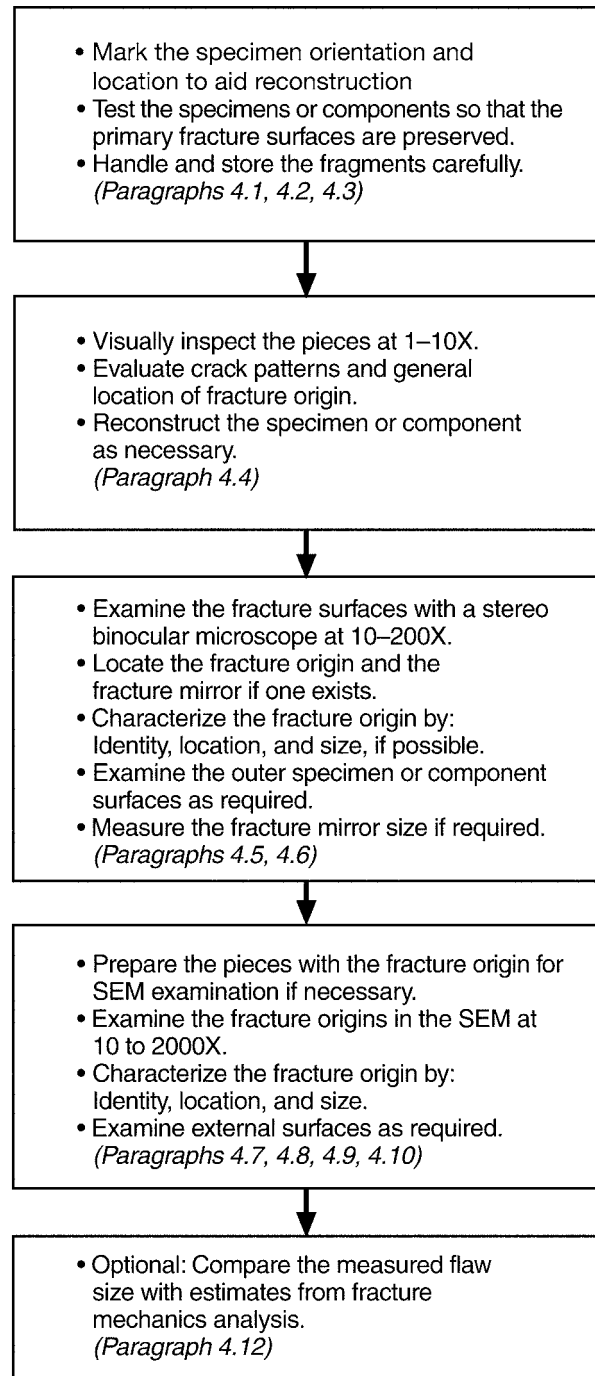 • Mark the specimen orientation and
location to aid reconstruction
• Test the specimens or components so that the
primary fracture surfaces are preserved.
• Handle and store the fragments carefully.
(Paragraphs 4.1, 4.2, 4.3)
• Visually inspect the pieces at 1–10X.
• Evaluate crack patterns and general
location of fracture origin.
• Reconstruct the specimen or component
as necessary.
(Paragraph 4.4)
• Examine the fracture surfaces with a stereo
binocular microscope at 10–200X.
• Locate the fracture origin and the
fracture mirror if one exists.
• Characterize the fracture origin by:
Identity, location, and size, if possible.
• Examine the outer specimen or component
surfaces as required.
• Measure the fracture mirror size if required.
(Paragraphs 4.5, 4.6)
• Prepare the pieces with the fracture origin for
SEM examination if necessary.
• Examine the fracture origins in the SEM at
10 to 2000X.
• Characterize the fracture origin by:
Identity, location, and size.
• Examine external surfaces as required.
(Paragraphs 4.7, 4.8, 4.9, 4.10)
• Optional: Compare the measured flaw
size with estimates from fracture
mechanics analysis.
(Paragraph 4.12)